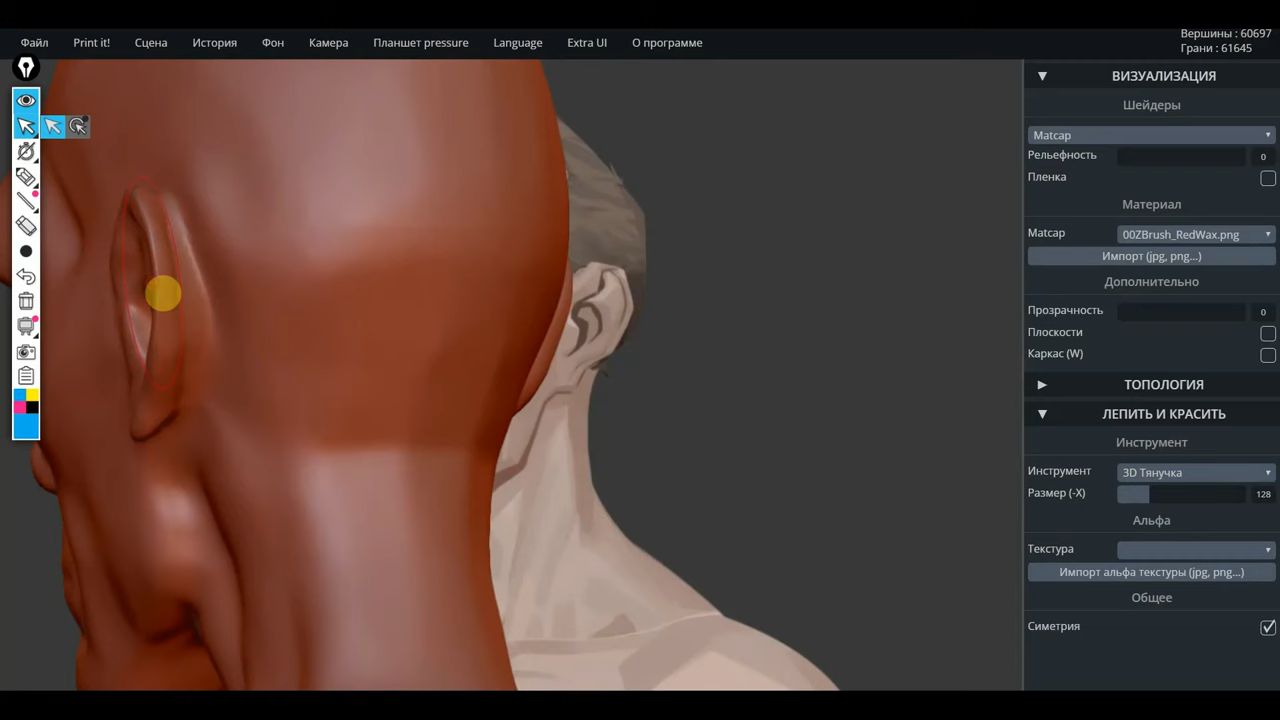 Файл Print it! Сцена История Фон Камера Планшет pressure Language Extra UI О программе
Вершины : 60697
Грани : 61645
ВИЗУАЛИЗАЦИЯ
Шейдеры
Matcap
Рельефность 0
Пленка
Материал
Matcap 00ZBrush_RedWax.png
Импорт (jpg, png...)
Дополнительно
Прозрачность 0
Плоскости
Каркас (W)
ТОПОЛОГИЯ
ЛЕПИТЬ И КРАСИТЬ
Инструмент
Инструмент 3D Тянучка
Размер (-X) 128
Альфа
Текстура
Импорт альфа текстуры (jpg, png...)
Общее
Симетрия